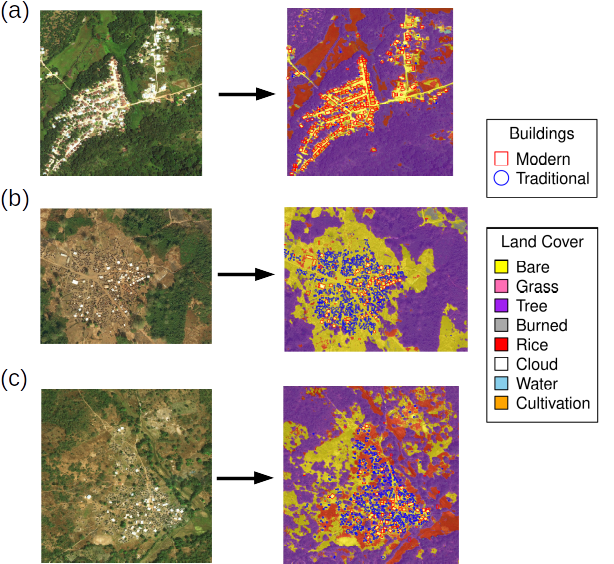 (a)
Buildings
Modern
Traditional
(b)
Land Cover
Bare
Grass
Tree
Burned
Rice
Cloud
Water
Cultivation
(c)